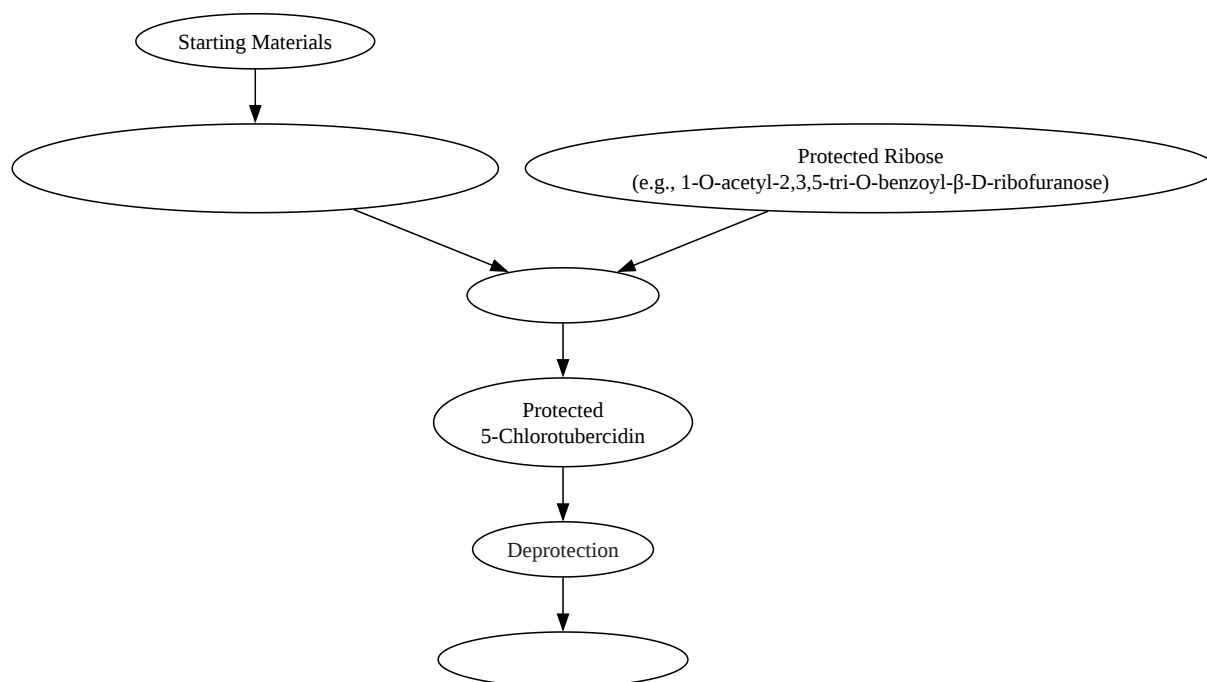 Starting Materials
Protected Ribose
(e.g., 1-O-acetyl-2,3,5-tri-O-benzoyl-β-D-ribofuranose)
Protected
5-Chlorotubercidin
Deprotection